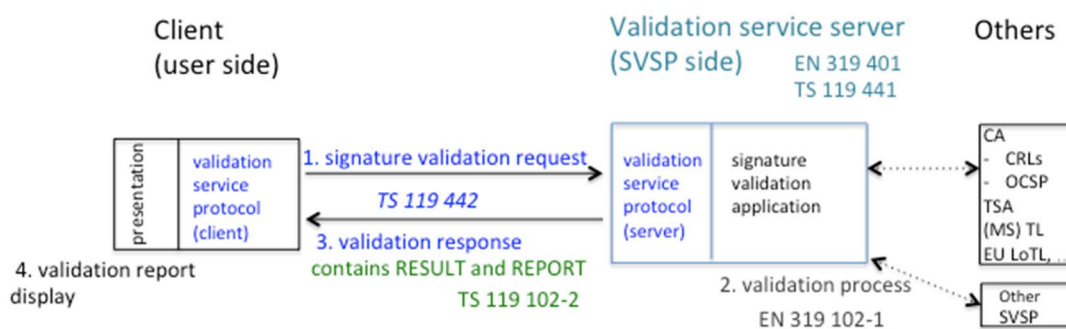 Client
(user side)
Validation service server
(SVSP side)
EN 319 401
TS 119 441
Others
presentation
validation
service
protocol
(client)
1. signature validation request
TS 119 442
3. validation response
contains RESULT and REPORT
TS 119 102-2
4. validation report
display
validation
service
protocol
(server)
signature
validation
application
2. validation process
EN 319 102-1
CA
- CRLs
- OCSP
TSA
(MS) TL
EU LoTL, ..
Other
SVSP